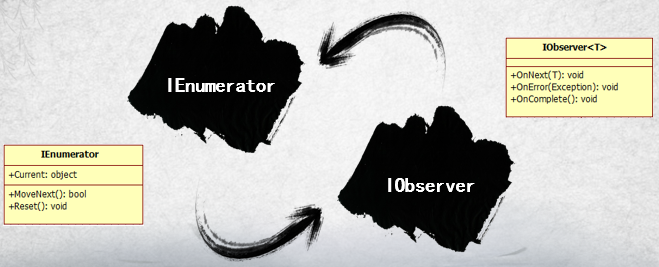 IEnumerator
IObserver<T>
+OnNext(T): void
+OnError(Exception): void
+OnComplete(): void
IEnumerator
+Current: object
+MoveNext(): bool
+Reset(): void
IObserver